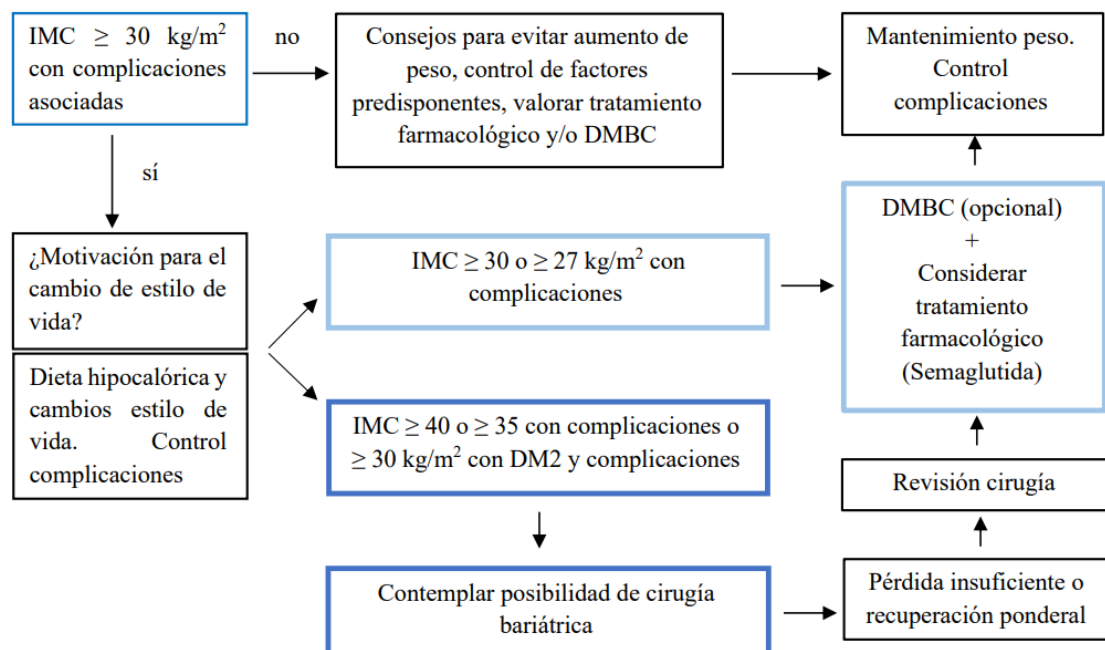 IMC ≥ 30 kg/m²
con complicaciones
asociadas
no
Consejos para evitar aumento de
peso, control de factores
predisponentes, valorar tratamiento
farmacológico y/o DMBC
Mantenimiento peso.
Control
complicaciones
sí
¿Motivación para el
cambio de estilo de
vida?
Dieta hipocalórica y
cambios estilo de
vida. Control
complicaciones
IMC ≥ 30 o ≥ 27 kg/m² con
complicaciones
DMBC (opcional)
+
Considerar
tratamiento
farmacológico
(Semaglutida)
IMC ≥ 40 o ≥ 35 con complicaciones o
≥ 30 kg/m² con DM2 y complicaciones
Revisión cirugía
Contemplar posibilidad de cirugía
bariátrica
Pérdida insuficiente o
recuperación ponderal